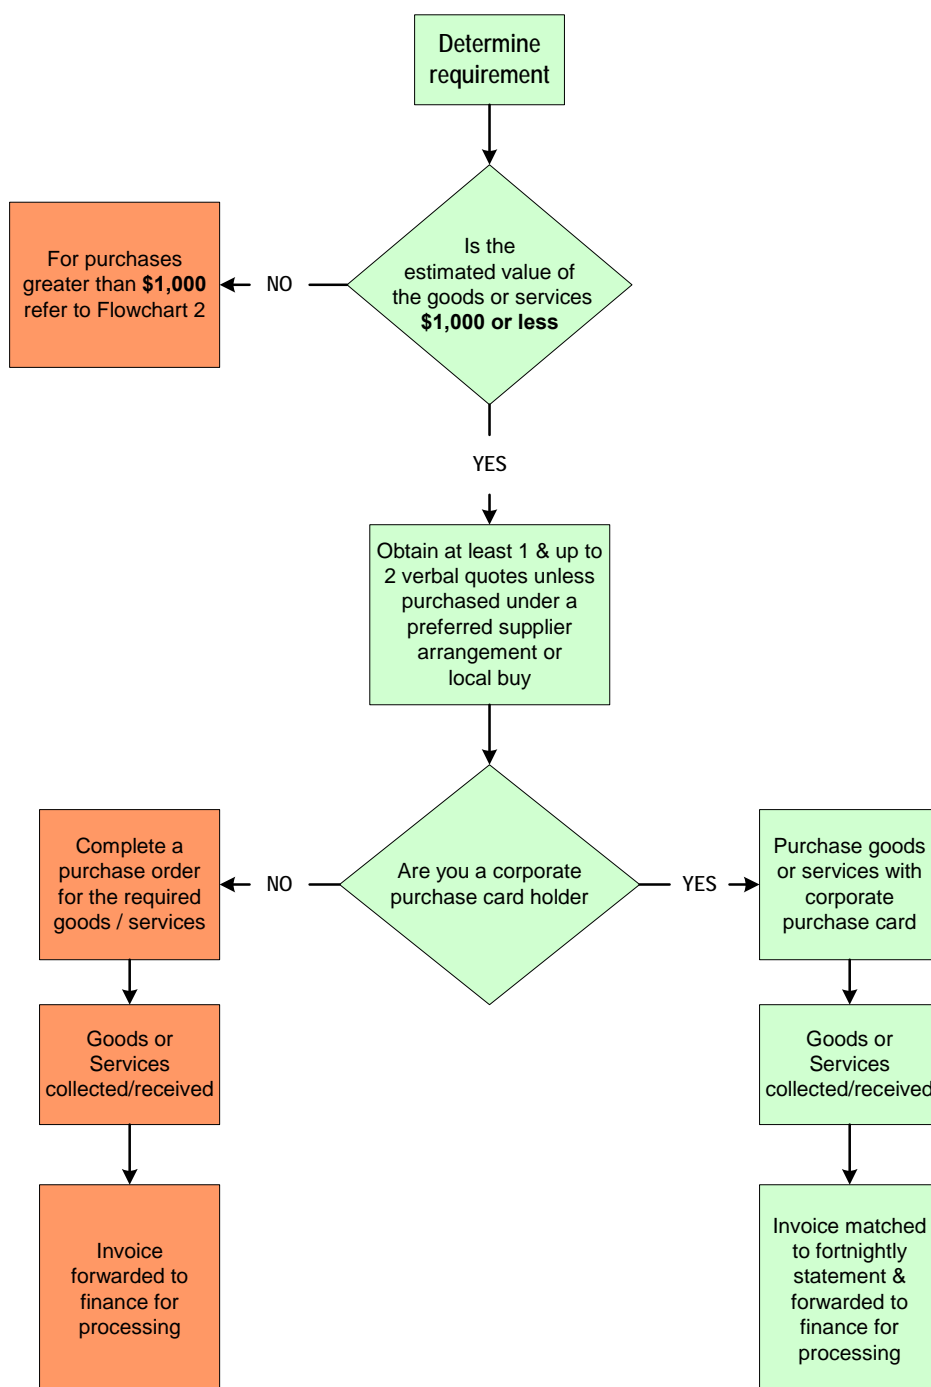 Determine
requirement
Is the
estimated value of
the goods or services
$1,000 or less
NO
For purchases
greater than $1,000
refer to Flowchart 2
YES
Obtain at least 1 & up to
2 verbal quotes unless
purchased under a
preferred supplier
arrangement or
local buy
Are you a corporate
purchase card holder
NO
Complete a
purchase order
for the required
goods / services
Goods or
Services
collected/received
Invoice
forwarded to
finance for
processing
YES
Purchase goods
or services with
corporate
purchase card
Goods or
Services
collected/received
Invoice matched
to fortnightly
statement &
forwarded to
finance for
processing